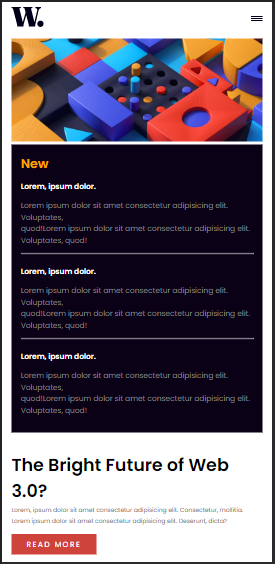 W.
New
Lorem, ipsum dolor.
Lorem ipsum dolor sit amet consectetur adipisicing elit.
Voluptates,
quod!Lorem ipsum dolor sit amet consectetur adipisicing elit.
Voluptates, quod!
Lorem, ipsum dolor.
Lorem ipsum dolor sit amet consectetur adipisicing elit.
Voluptates,
quod!Lorem ipsum dolor sit amet consectetur adipisicing elit.
Voluptates, quod!
Lorem, ipsum dolor.
Lorem ipsum dolor sit amet consectetur adipisicing elit.
Voluptates,
quod!Lorem ipsum dolor sit amet consectetur adipisicing elit.
Voluptates, quod!
The Bright Future of Web
3.0?
Lorem, ipsum dolor sit amet consectetur adipisicing elit. Consectetur, mollitia.
Lorem ipsum dolor sit amet consectetur adipisicing elit. Deserunt, dicta?
READ MORE